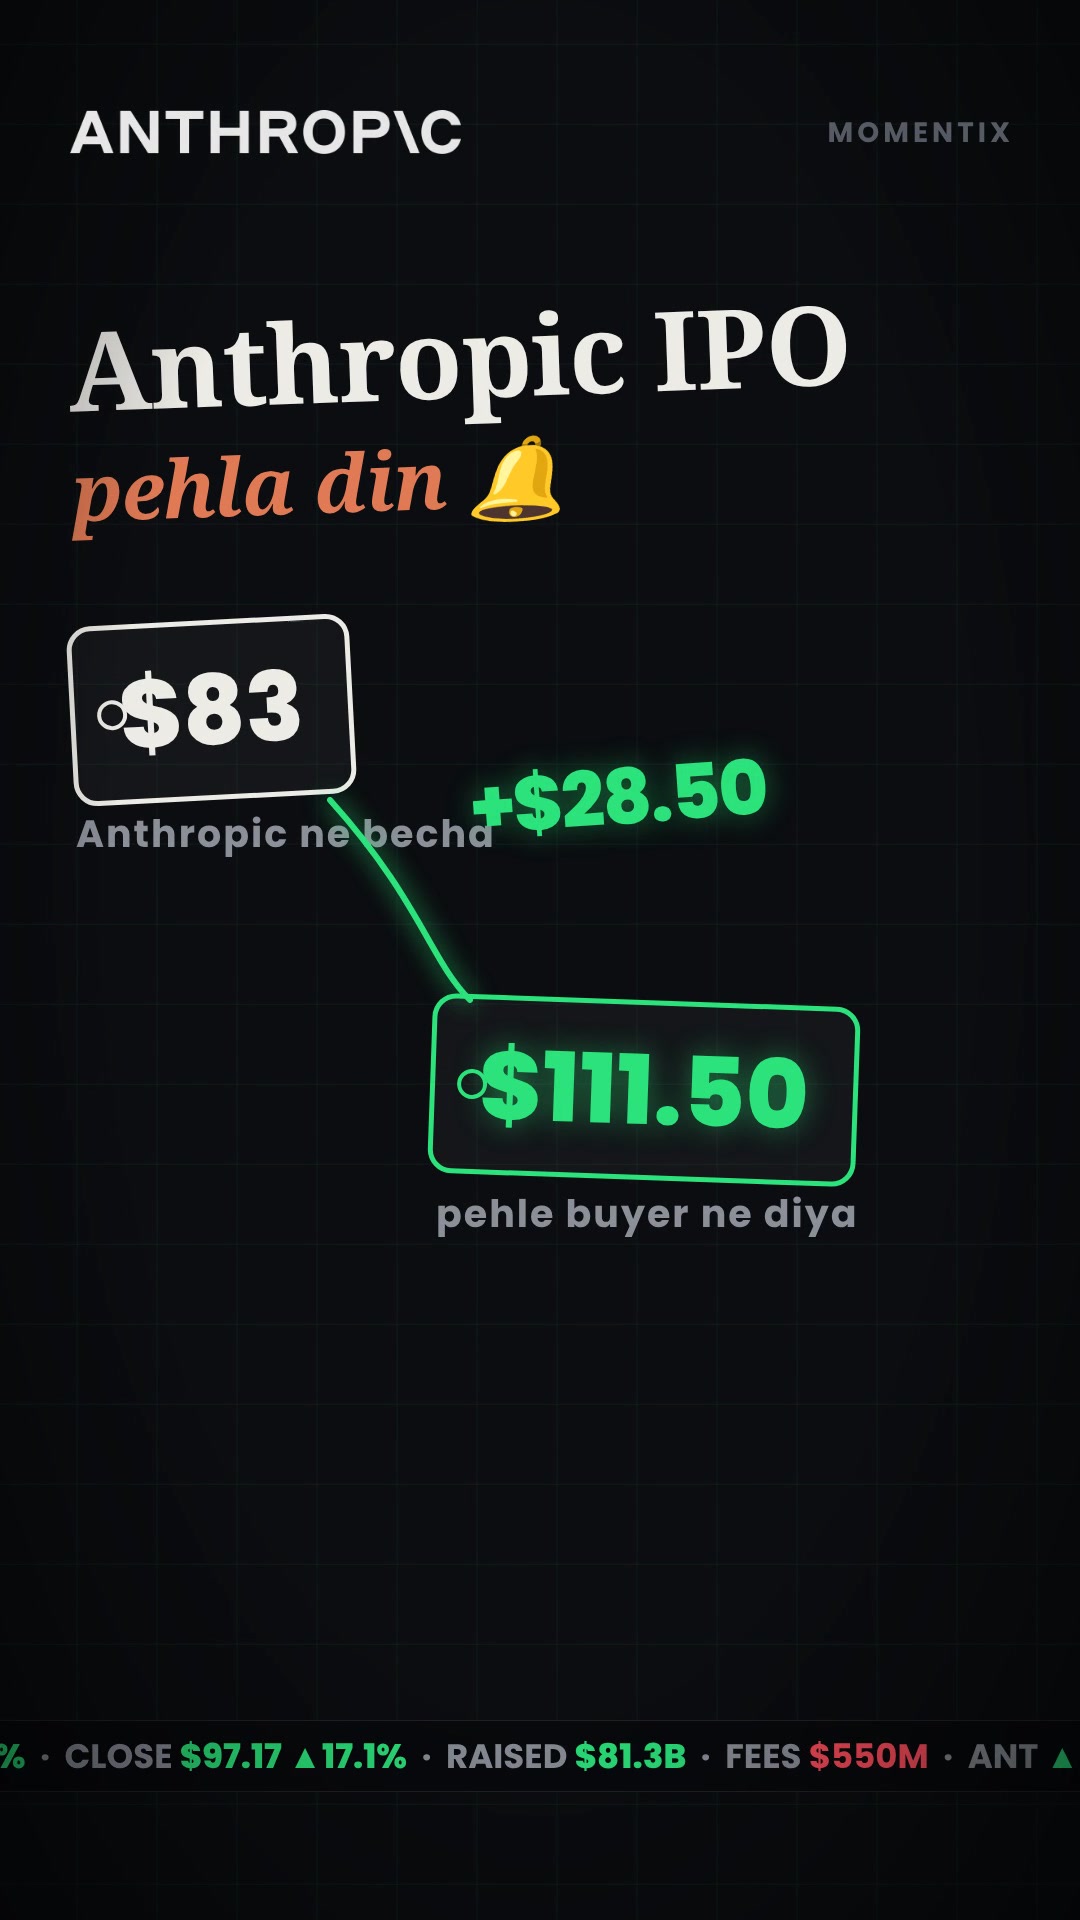 ANTHROP\C
MOMENTIX
Anthropic IPO
pehla din 🔔
$83
Anthropic ne becha
+$28.50
$111.50
pehle buyer ne diya
% · CLOSE $97.17 ▲17.1% · RAISED $81.3B · FEES $550M · ANT ▲